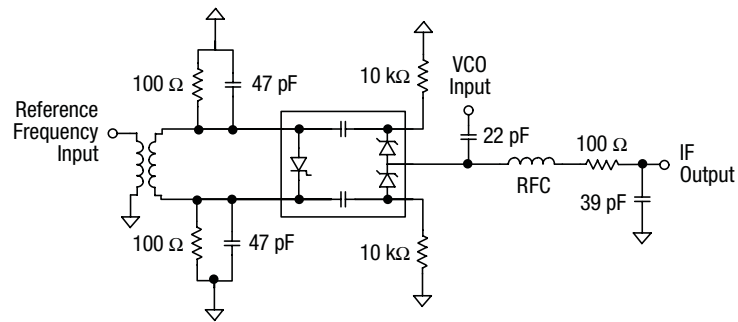 100 Ω
47 pF
10 kΩ
VCO
Input
Reference
Frequency
Input
22 pF
100 Ω
IF
Output
RFC
39 pF
100 Ω
47 pF
10 kΩ